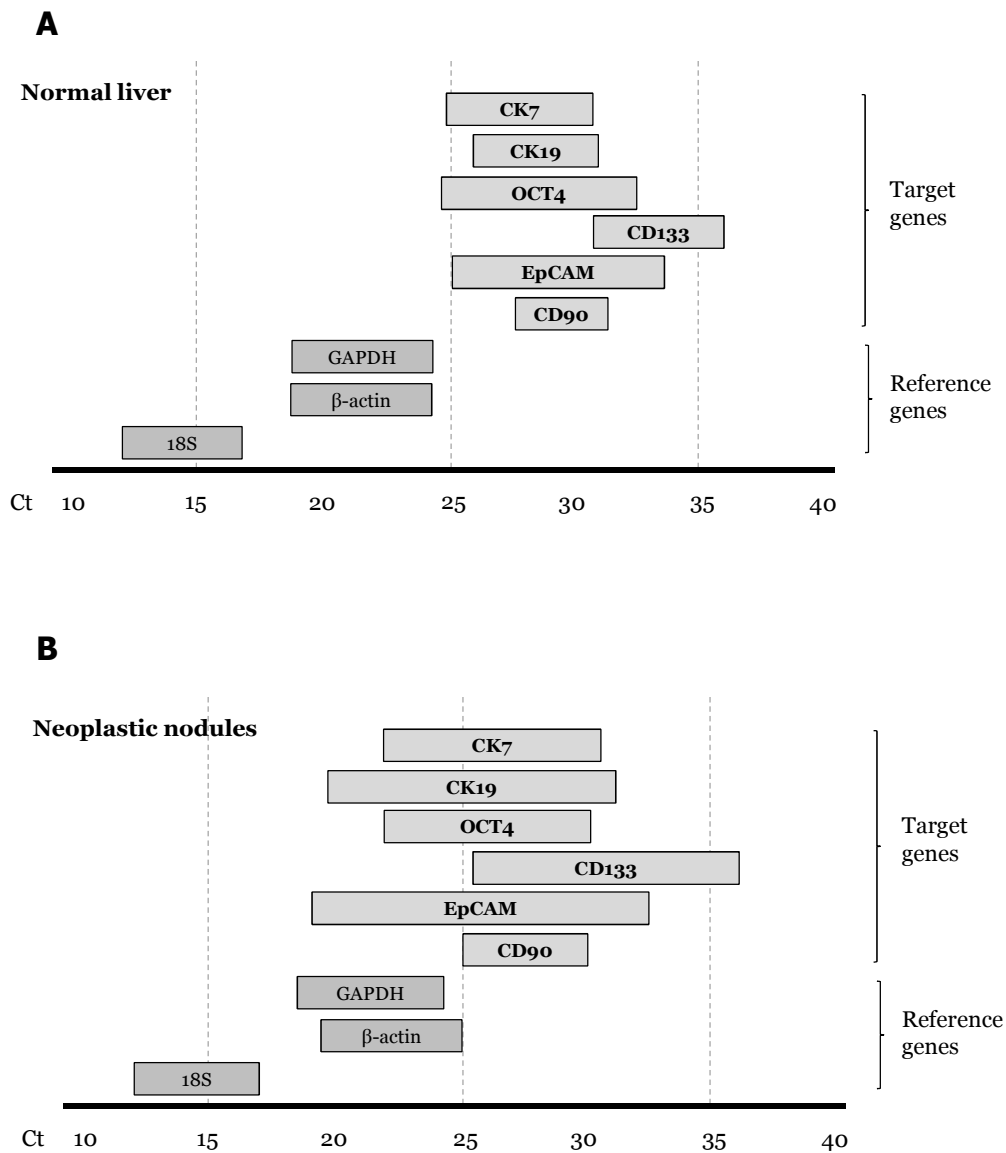 A
Normal liver
CK7
CK19
OCT4
CD133
EpCAM
CD90
Target
genes
GAPDH
β-actin
18S
Reference
genes
Ct 10 15 20 25 30 35 40
B
Neoplastic nodules
CK7
CK19
OCT4
CD133
EpCAM
CD90
Target
genes
GAPDH
β-actin
18S
Reference
genes
Ct 10 15 20 25 30 35 40